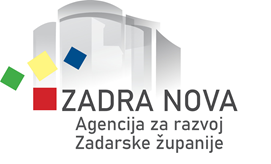 ZADRA NOVA
Agencija za razvoj
Zadarske županije